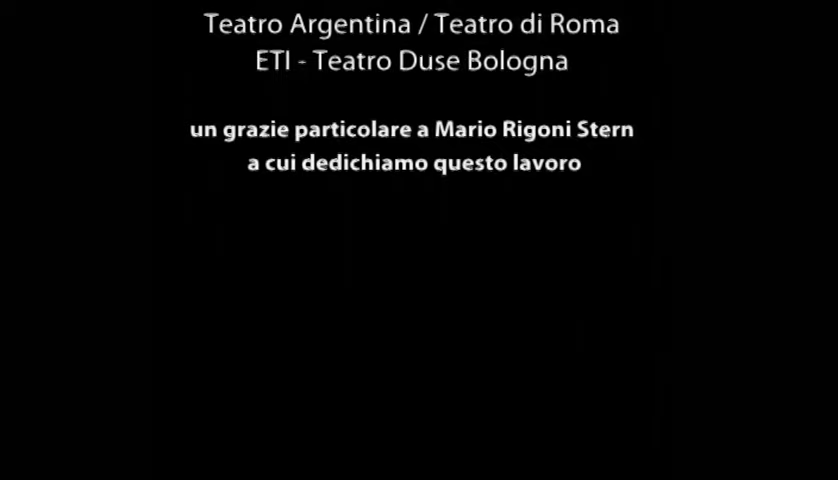 Teatro Argentina / Teatro di Roma
ETI - Teatro Duse Bologna
un grazie particolare a Mario Rigoni Stern
a cui dedichiamo questo lavoro